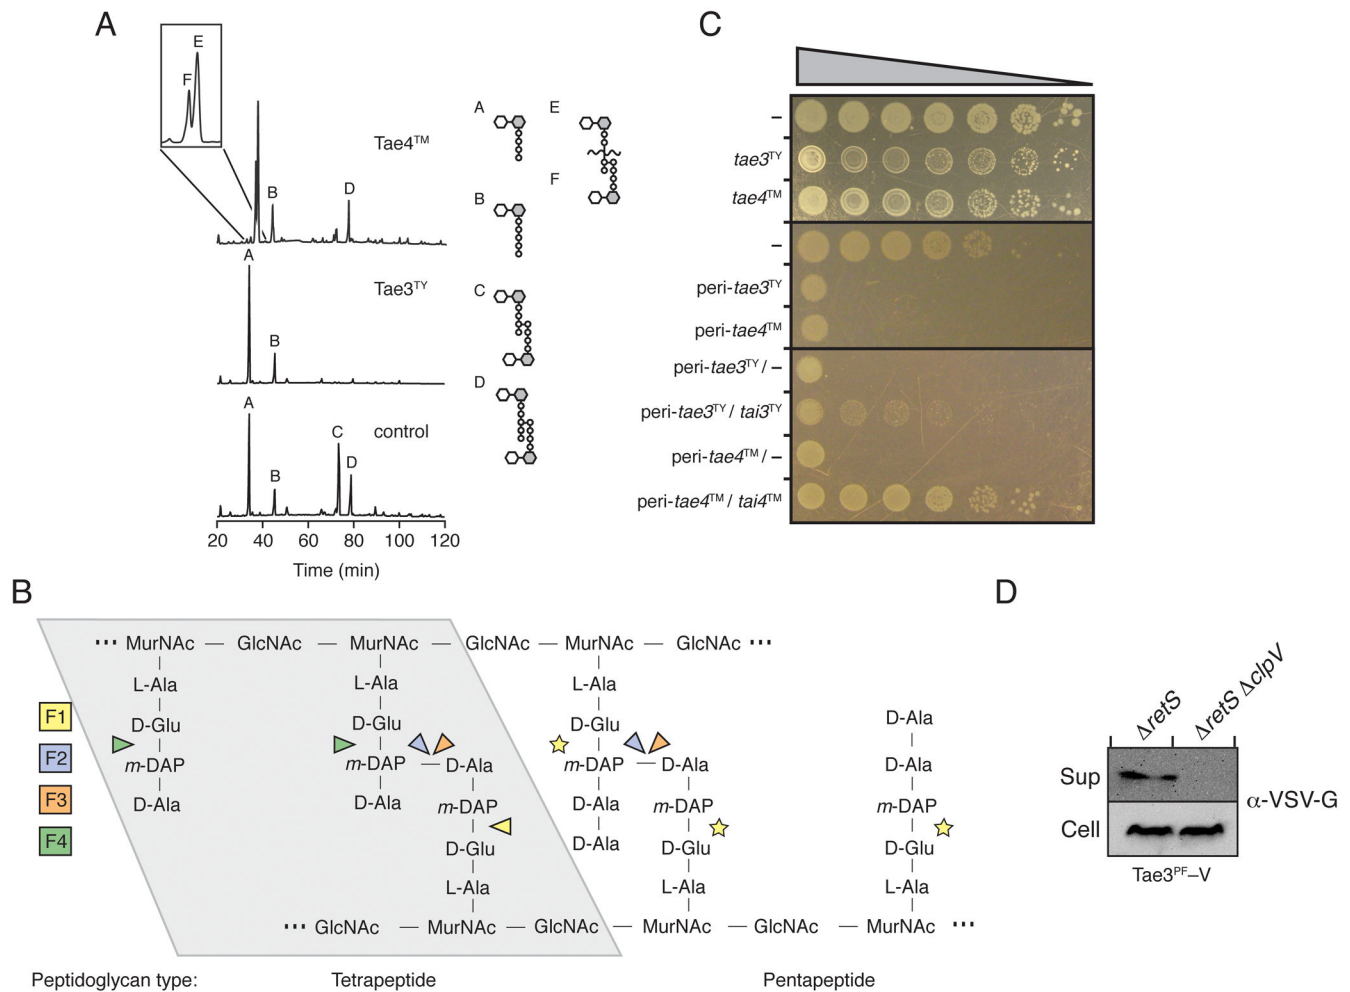 A
E
F
Tae4TM
B
D
A
B
C
D
E
F
A
Tae3TY
B
A
control
C
B
D
20 40 60 80 100 120
Time (min)
C
–
tae3TY
tae4TM
–
peri-tae3TY
peri-tae4TM
peri-tae3TY / –
peri-tae3TY / tai3TY
peri-tae4TM / –
peri-tae4TM / tai4TM
B
F1
F2
F3
F4
··· MurNAc — GlcNAc — MurNAc — GlcNAc — MurNAc — GlcNAc ···
L-Ala L-Ala L-Ala
D-Glu D-Glu D-Glu D-Ala
m-DAP m-DAP — D-Ala m-DAP — D-Ala D-Ala
D-Ala D-Ala m-DAP D-Ala m-DAP m-DAP
D-Glu D-Ala D-Glu D-Glu
L-Ala L-Ala L-Ala
··· GlcNAc — MurNAc — GlcNAc — MurNAc — GlcNAc — MurNAc ···
Peptidoglycan type: Tetrapeptide Pentapeptide
D
ΔretS
ΔretS ΔclpV
Sup
Cell
α-VSV-G
Tae3PF–V